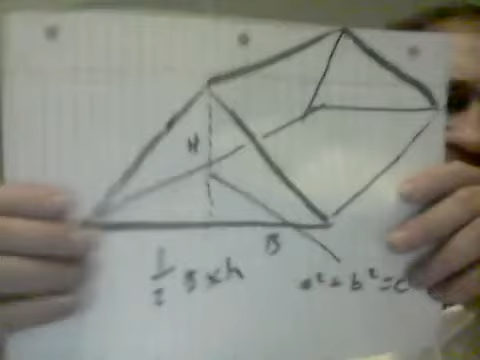 H
B
1/2 B x h
a² + b² = c